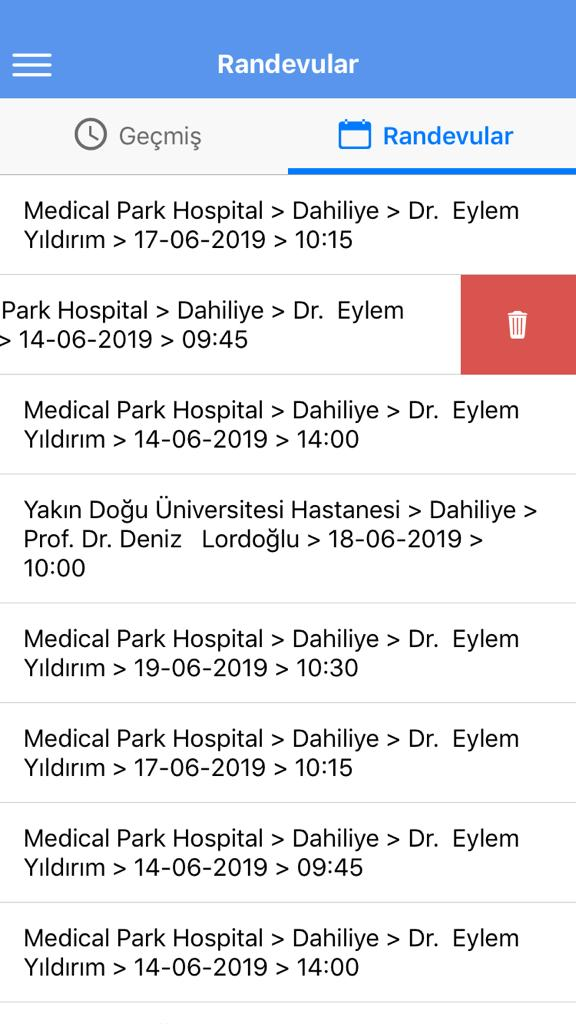 Randevular
Geçmiş
Randevular
Medical Park Hospital > Dahiliye > Dr. Eylem
Yıldırım > 17-06-2019 > 10:15
Park Hospital > Dahiliye > Dr. Eylem
> 14-06-2019 > 09:45
Medical Park Hospital > Dahiliye > Dr. Eylem
Yıldırım > 14-06-2019 > 14:00
Yakın Doğu Üniversitesi Hastanesi > Dahiliye >
Prof. Dr. Deniz Lordoğlu > 18-06-2019 >
10:00
Medical Park Hospital > Dahiliye > Dr. Eylem
Yıldırım > 19-06-2019 > 10:30
Medical Park Hospital > Dahiliye > Dr. Eylem
Yıldırım > 17-06-2019 > 10:15
Medical Park Hospital > Dahiliye > Dr. Eylem
Yıldırım > 14-06-2019 > 09:45
Medical Park Hospital > Dahiliye > Dr. Eylem
Yıldırım > 14-06-2019 > 14:00